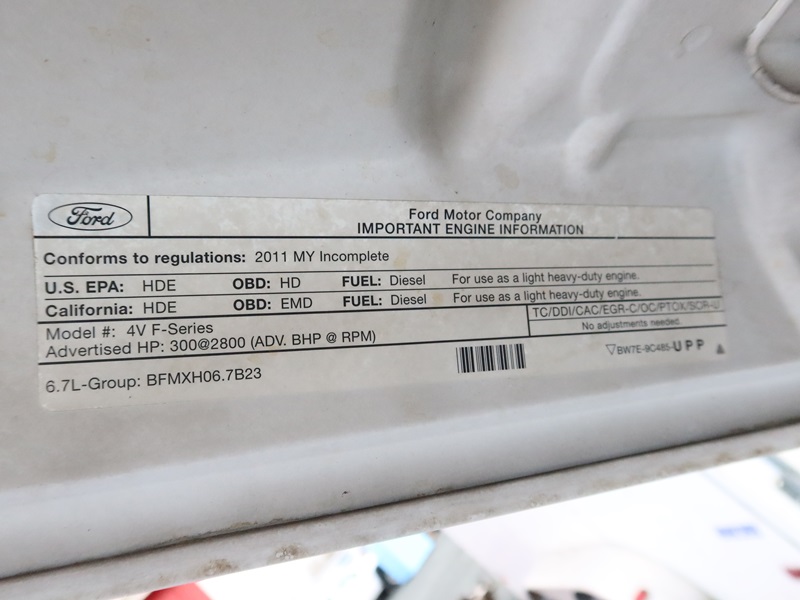 Ford
Ford Motor Company
IMPORTANT ENGINE INFORMATION
Conforms to regulations: 2011 MY Incomplete
U.S. EPA: HDE OBD: HD FUEL: Diesel For use as a light heavy-duty engine.
California: HDE OBD: EMD FUEL: Diesel For use as a light heavy-duty engine.
TC/DDI/CAC/EGR-C/OC/PTOX/SCR-U
No adjustments needed.
Model #: 4V F-Series
Advertised HP: 300@2800 (ADV. BHP @ RPM)
BW7E-9C485-UPP
6.7L-Group: BFMXH06.7B23